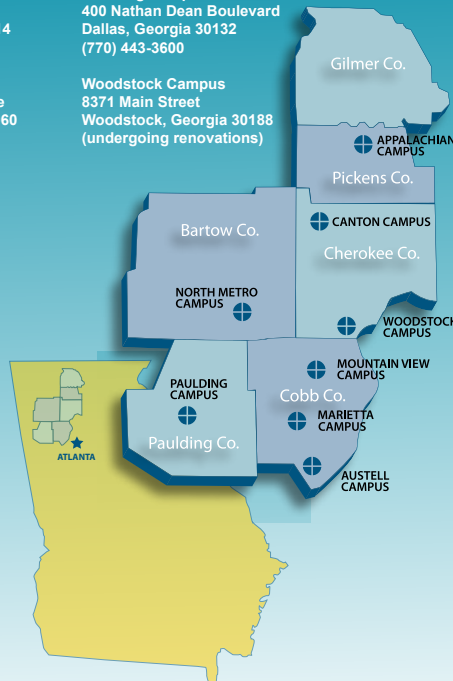 400 Nathan Dean Boulevard
Dallas, Georgia 30132
(770) 443-3600
Woodstock Campus
8371 Main Street
Woodstock, Georgia 30188
(undergoing renovations)
Gilmer Co.
APPALACHIAN
CAMPUS
Pickens Co.
CANTON CAMPUS
Cherokee Co.
Bartow Co.
NORTH METRO
CAMPUS
WOODSTOCK
CAMPUS
MOUNTAIN VIEW
CAMPUS
PAULDING
CAMPUS
Cobb Co.
MARIETTA
CAMPUS
Paulding Co.
AUSTELL
CAMPUS
ATLANTA